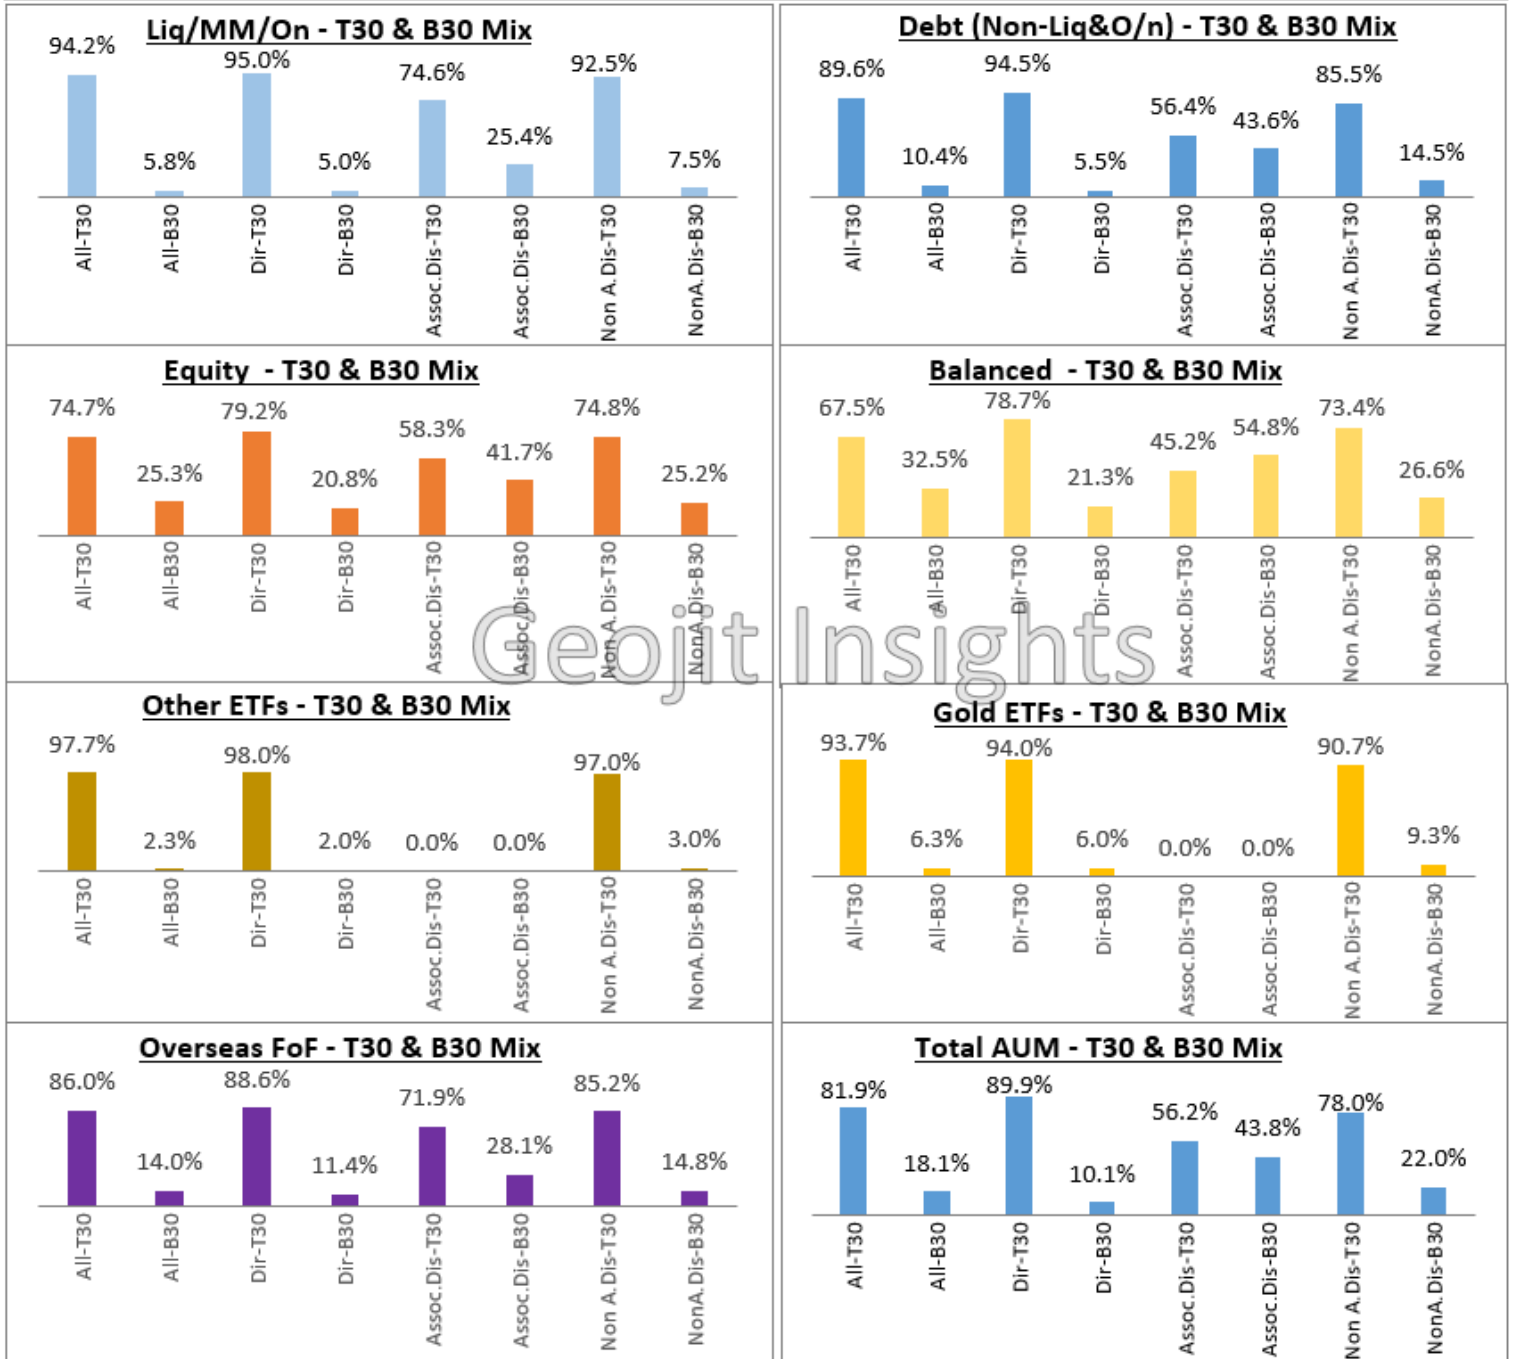 Liq/MM/On - T30 & B30 Mix
94.2%
5.8%
95.0%
5.0%
74.6%
25.4%
92.5%
7.5%
All-T30
All-B30
Dir-T30
Dir-B30
Assoc.Dis-T30
Assoc.Dis-B30
Non A.Dis-T30
NonA.Dis-B30
Debt (Non-Liq&O/n) - T30 & B30 Mix
89.6%
10.4%
94.5%
5.5%
56.4%
43.6%
85.5%
14.5%
All-T30
All-B30
Dir-T30
Dir-B30
Assoc.Dis-T30
Assoc.Dis-B30
Non A.Dis-T30
NonA.Dis-B30
Equity - T30 & B30 Mix
74.7%
25.3%
79.2%
20.8%
58.3%
41.7%
74.8%
25.2%
All-T30
All-B30
Dir-T30
Dir-B30
Assoc.Dis-T30
Assoc.Dis-B30
Non A.Dis-T30
NonA.Dis-B30
Balanced - T30 & B30 Mix
67.5%
32.5%
78.7%
21.3%
45.2%
54.8%
73.4%
26.6%
All-T30
All-B30
Dir-T30
Dir-B30
Assoc.Dis-T30
Assoc.Dis-B30
Non A.Dis-T30
NonA.Dis-B30
Geojit Insights
Other ETFs - T30 & B30 Mix
97.7%
2.3%
98.0%
2.0%
0.0%
0.0%
97.0%
3.0%
All-T30
All-B30
Dir-T30
Dir-B30
Assoc.Dis-T30
Assoc.Dis-B30
Non A.Dis-T30
NonA.Dis-B30
Gold ETFs - T30 & B30 Mix
93.7%
6.3%
94.0%
6.0%
0.0%
0.0%
90.7%
9.3%
All-T30
All-B30
Dir-T30
Dir-B30
Assoc.Dis-T30
Assoc.Dis-B30
Non A.Dis-T30
NonA.Dis-B30
Overseas FoF - T30 & B30 Mix
86.0%
14.0%
88.6%
11.4%
71.9%
28.1%
85.2%
14.8%
All-T30
All-B30
Dir-T30
Dir-B30
Assoc.Dis-T30
Assoc.Dis-B30
Non A.Dis-T30
NonA.Dis-B30
Total AUM - T30 & B30 Mix
81.9%
18.1%
89.9%
10.1%
56.2%
43.8%
78.0%
22.0%
All-T30
All-B30
Dir-T30
Dir-B30
Assoc.Dis-T30
Assoc.Dis-B30
Non A.Dis-T30
NonA.Dis-B30